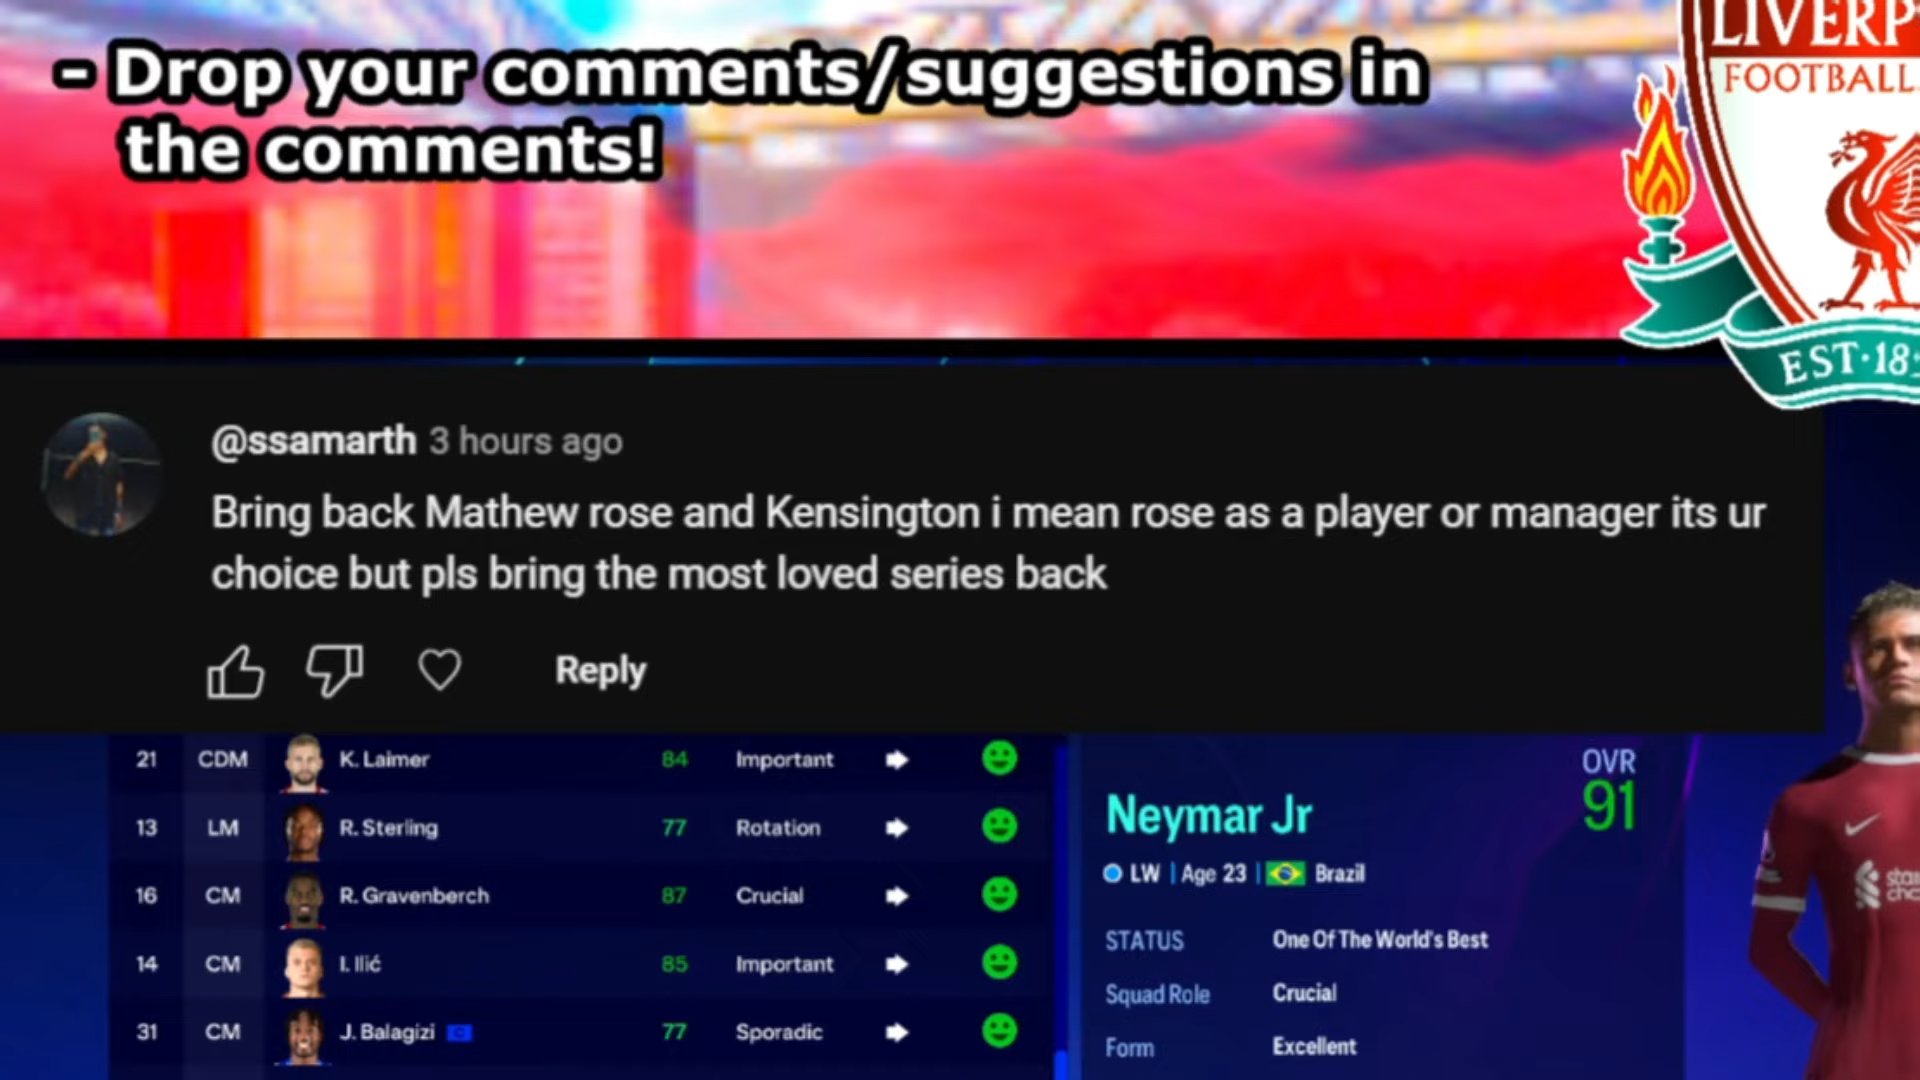 - Drop your comments/suggestions in
the comments!
LIVERP
FOOTBALL
EST·18
@ssamarth 3 hours ago
Bring back Mathew rose and Kensington i mean rose as a player or manager its ur
choice but pls bring the most loved series back
Reply
21 CDM K. Laimer 84 Important
13 LM R. Sterling 77 Rotation
16 CM R. Gravenberch 87 Crucial
14 CM I. Ilić 85 Important
31 CM J. Balagizi 77 Sporadic
OVR
Neymar Jr 91
LW | Age 23 | Brazil
STATUS One Of The World's Best
Squad Role Crucial
Form Excellent